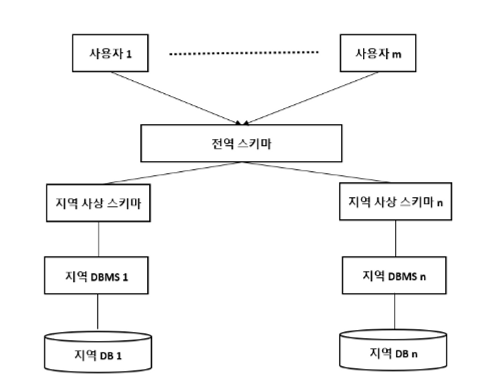 사용자 1
사용자 m
전역 스키마
지역 사상 스키마
지역 사상 스키마 n
지역 DBMS 1
지역 DBMS n
지역 DB 1
지역 DB n